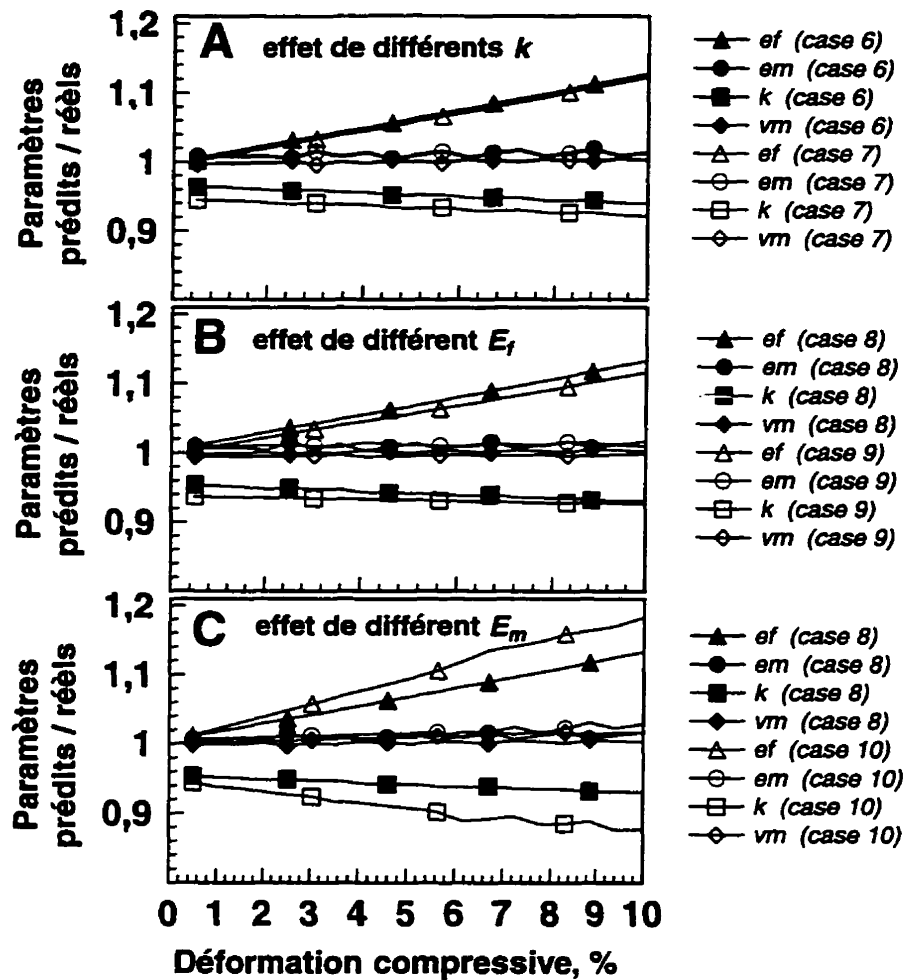 A effet de différents k
1,2
1,1
1
0,9
Paramètres
prédits / réèls
ef (case 6)
em (case 6)
k (case 6)
vm (case 6)
ef (case 7)
em (case 7)
k (case 7)
vm (case 7)
B effet de différent Ef
1,2
1,1
1
0,9
Paramètres
prédits / réèls
ef (case 8)
em (case 8)
k (case 8)
vm (case 8)
ef (case 9)
em (case 9)
k (case 9)
vm (case 9)
C effet de différent Em
1,2
1,1
1
0,9
Paramètres
prédits / réèls
ef (case 8)
em (case 8)
k (case 8)
vm (case 8)
ef (case 10)
em (case 10)
k (case 10)
vm (case 10)
0 1 2 3 4 5 6 7 8 9 10
Déformation compressive, %